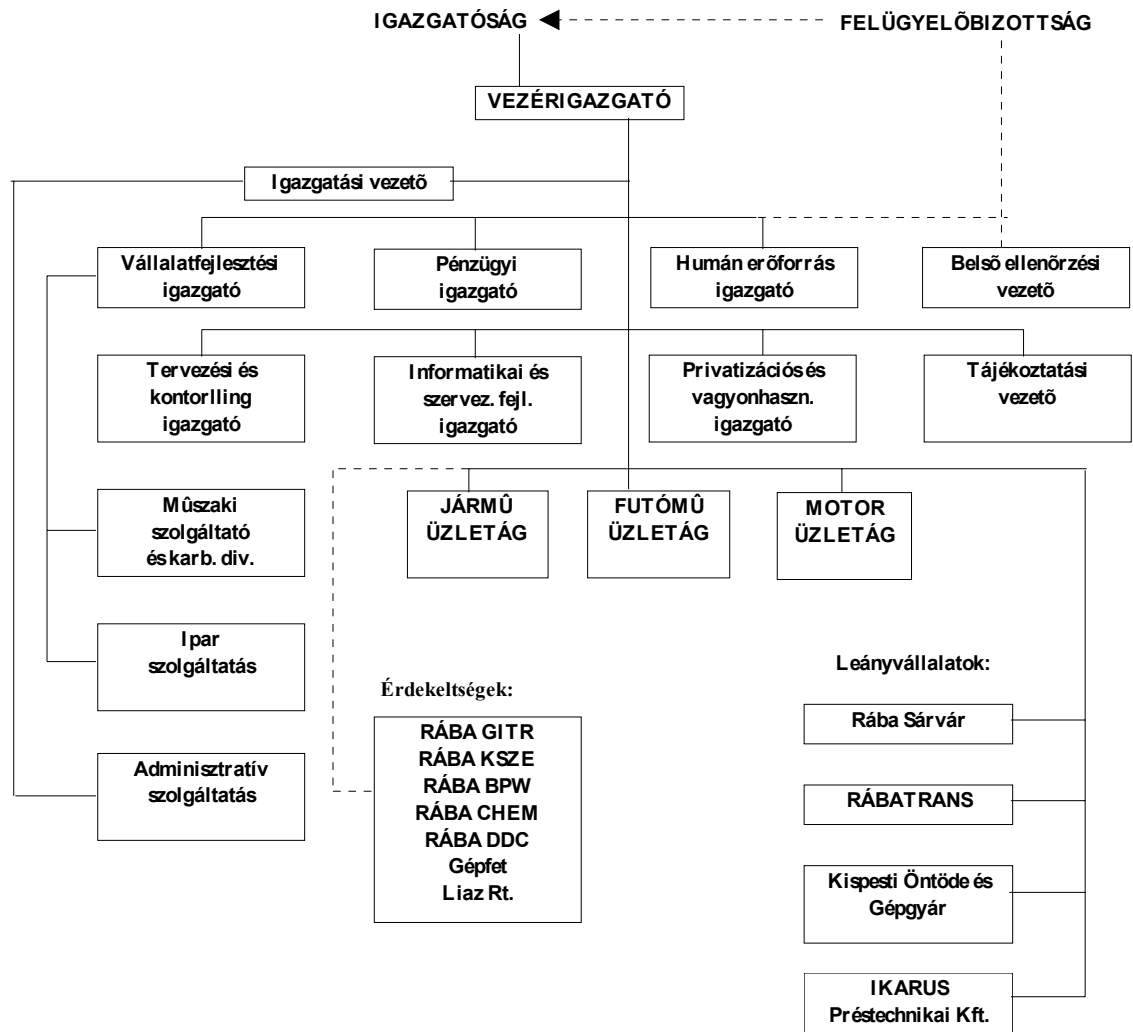 IGAZGATÓSÁG
FELÜGYELÕBIZOTTSÁG
VEZÉRIGAZGATÓ
Igazgatási vezetõ
Vállalatfejlesztési
igazgató
Pénzügyi
igazgató
Humán erõforrás
igazgató
Belsõ ellenõrzési
vezetõ
Tervezési és
kontorlling
igazgató
Informatikai és
szervez. fejl.
igazgató
Privatizációs és
vagyonhaszn.
igazgató
Tájékoztatási
vezetõ
Mûszaki
szolgáltató
és karb. div.
JÁRMÛ
ÜZLETÁG
FUTÓMÛ
ÜZLETÁG
MOTOR
ÜZLETÁG
Ipar
szolgáltatás
Adminisztratív
szolgáltatás
Érdekeltségek:
RÁBA GITR
RÁBA KSZE
RÁBA BPW
RÁBA CHEM
RÁBA DDC
Gépfet
Liaz Rt.
Leányvállalatok:
Rába Sárvár
RÁBATRANS
Kispesti Öntöde és
Gépgyár
IKARUS
Préstechnikai Kft.